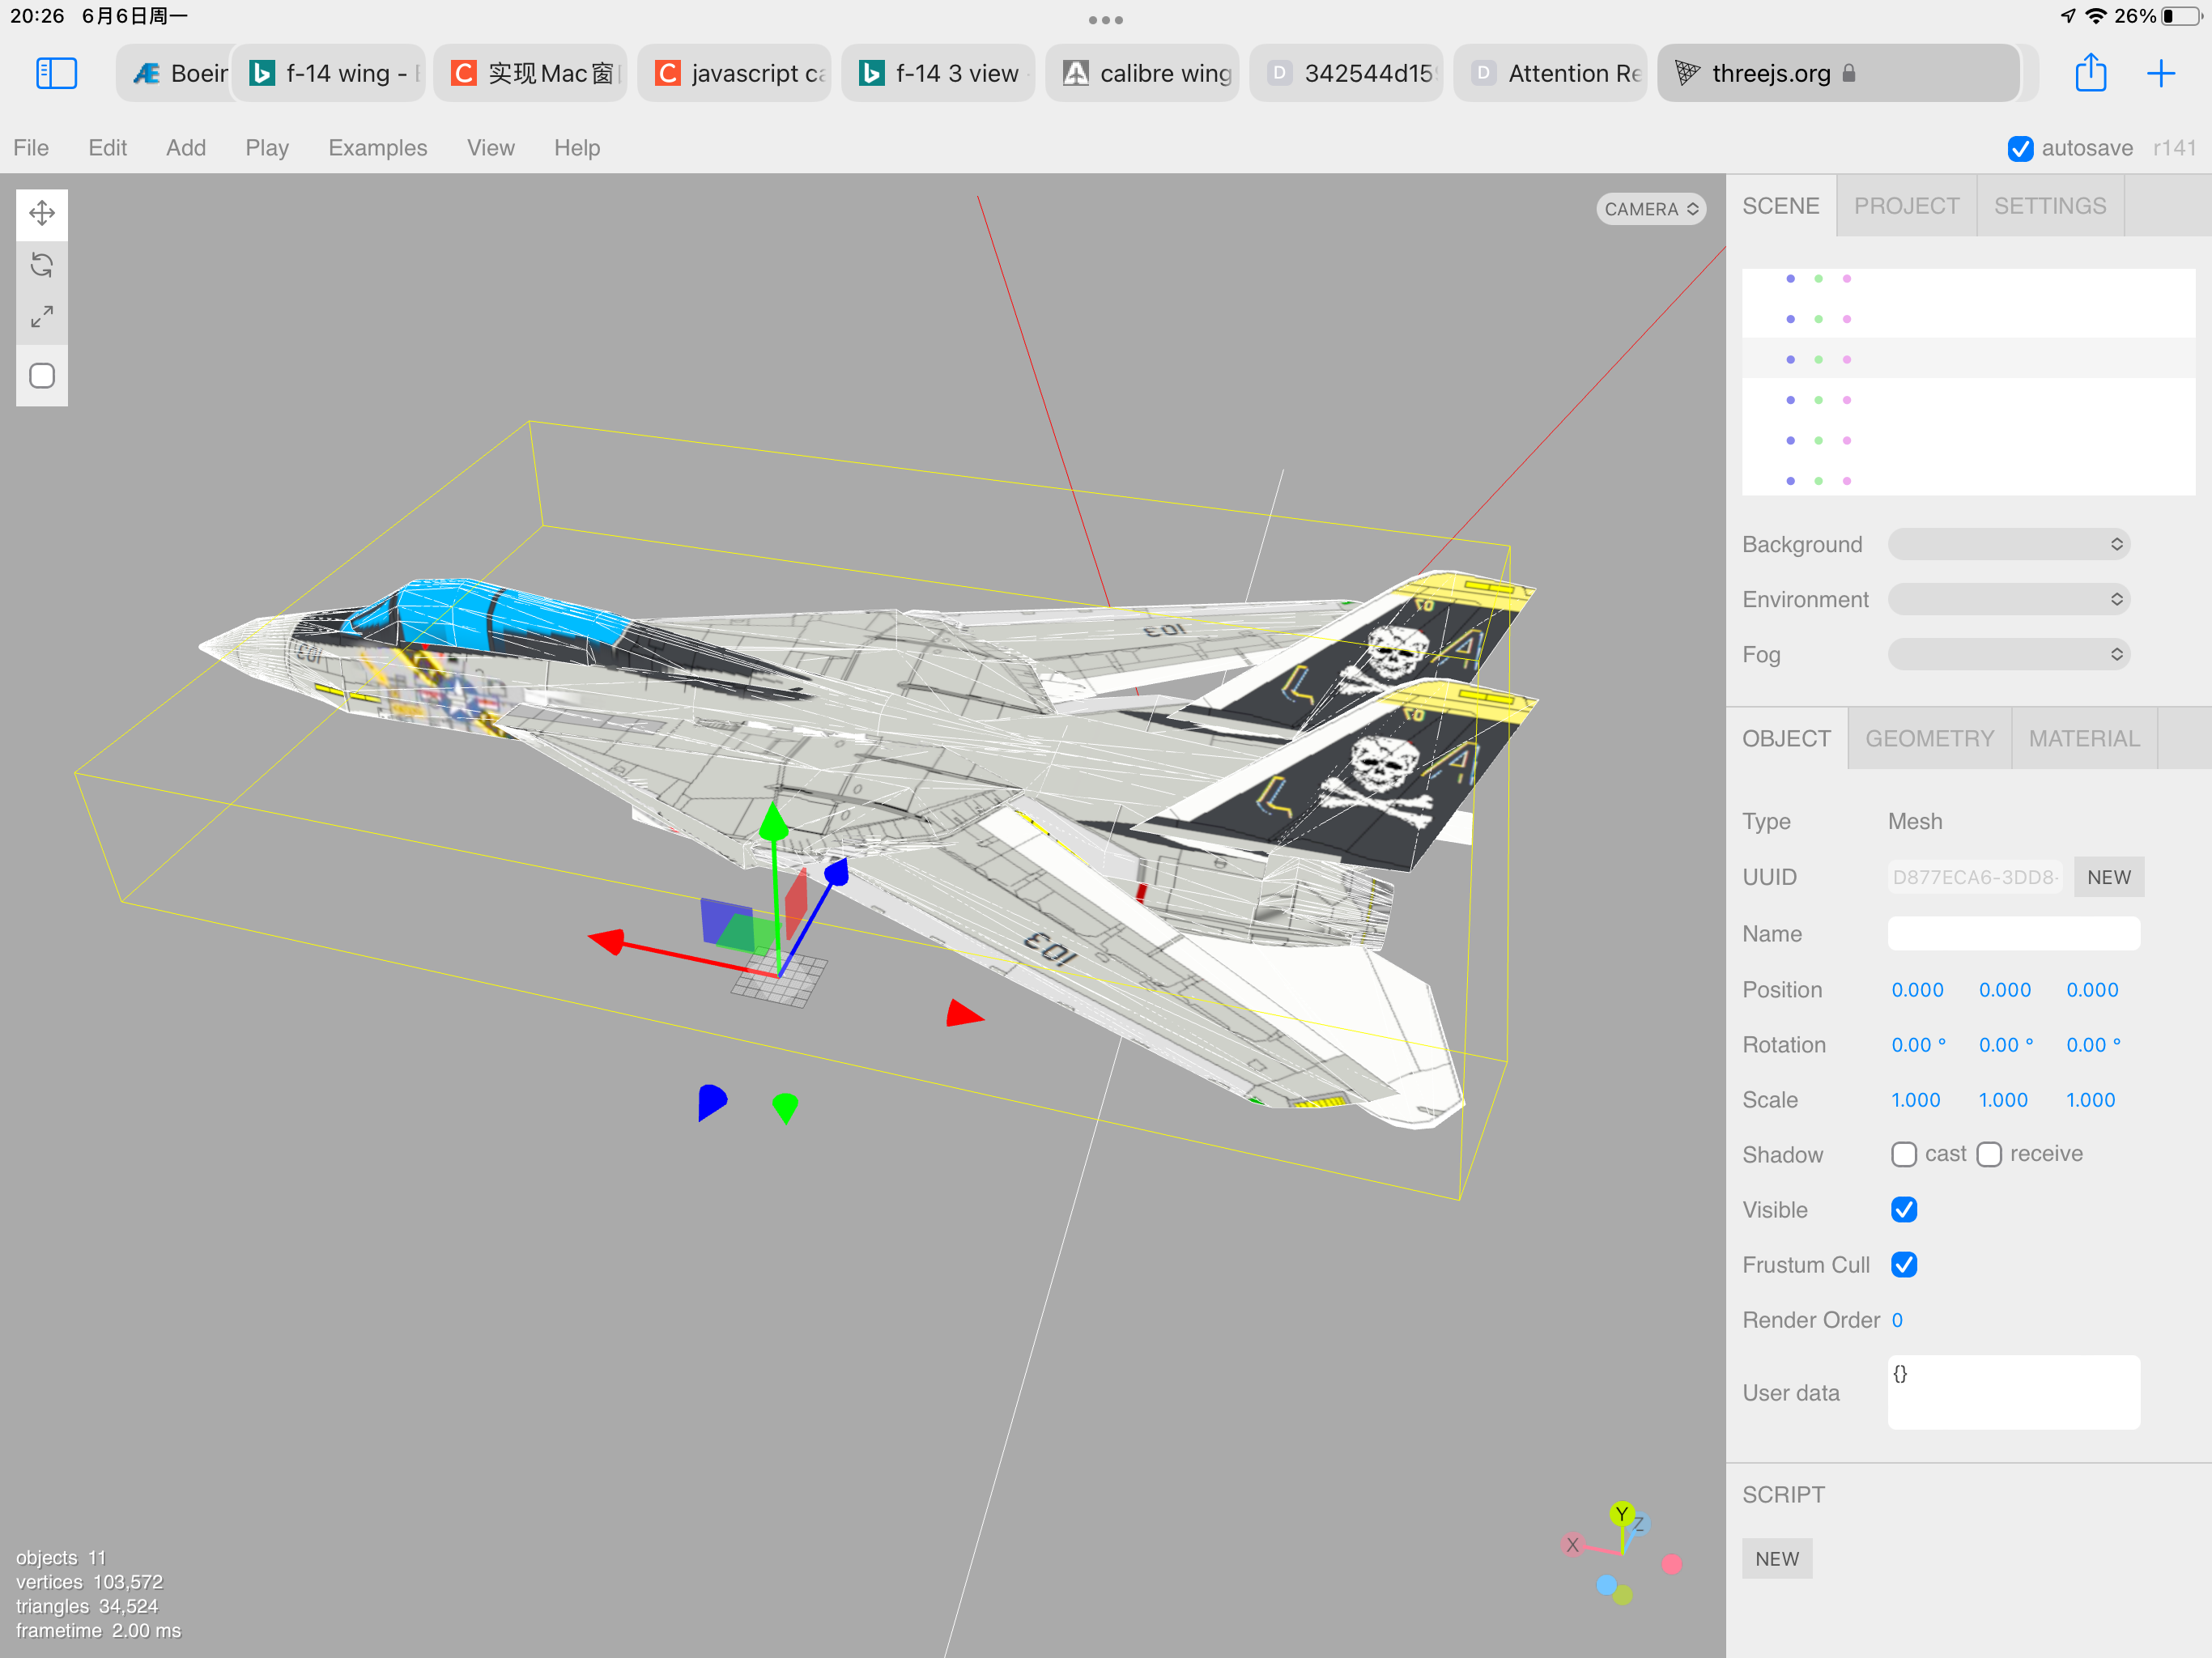 20:26 6月6日周一
26%
Boeir
f-14 wing -
实现Mac窗
javascript ca
f-14 3 view
calibre wing
342544d15
Attention Re
threejs.org
File Edit Add Play Examples View Help
autosave r141
CAMERA
SCENE PROJECT SETTINGS
Background
Environment
Fog
OBJECT GEOMETRY MATERIAL
Type Mesh
UUID D877ECA6-3DD8- NEW
Name
Position 0.000 0.000 0.000
Rotation 0.00 ° 0.00 ° 0.00 °
Scale 1.000 1.000 1.000
Shadow cast receive
Visible
Frustum Cull
Render Order 0
User data {}
SCRIPT
NEW
103
103
103
Y
Z
X
objects 11
vertices 103,572
triangles 34,524
frametime 2.00 ms